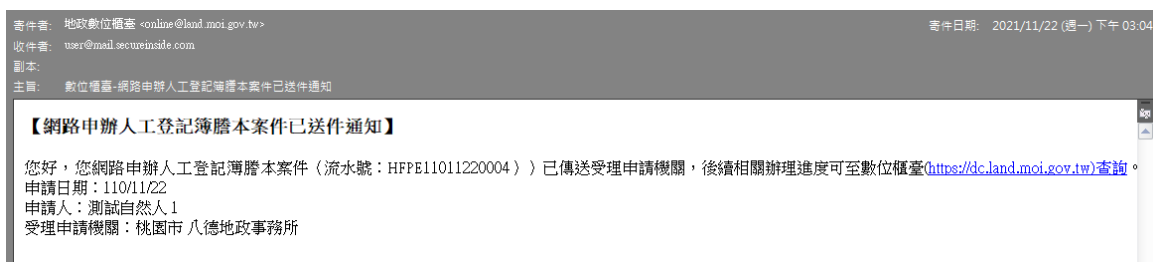 寄件者: 地政數位櫃臺 <online@land.moi.gov.tw>
寄件日期: 2021/11/22 (週一) 下午 03:04
收件者: user@mail.secureinside.com
副本:
主旨: 數位櫃臺-網路申辦人工登記簿謄本案件已送件通知
【網路申辦人工登記簿謄本案件已送件通知】
您好，您網路申辦人工登記簿謄本案件（流水號：HFPE11011220004））已傳送受理申請機關，後續相關辦理進度可至數位櫃臺(https://dc.land.moi.gov.tw)查詢。
申請日期：110/11/22
申請人：測試自然人1
受理申請機關：桃園市 八德地政事務所